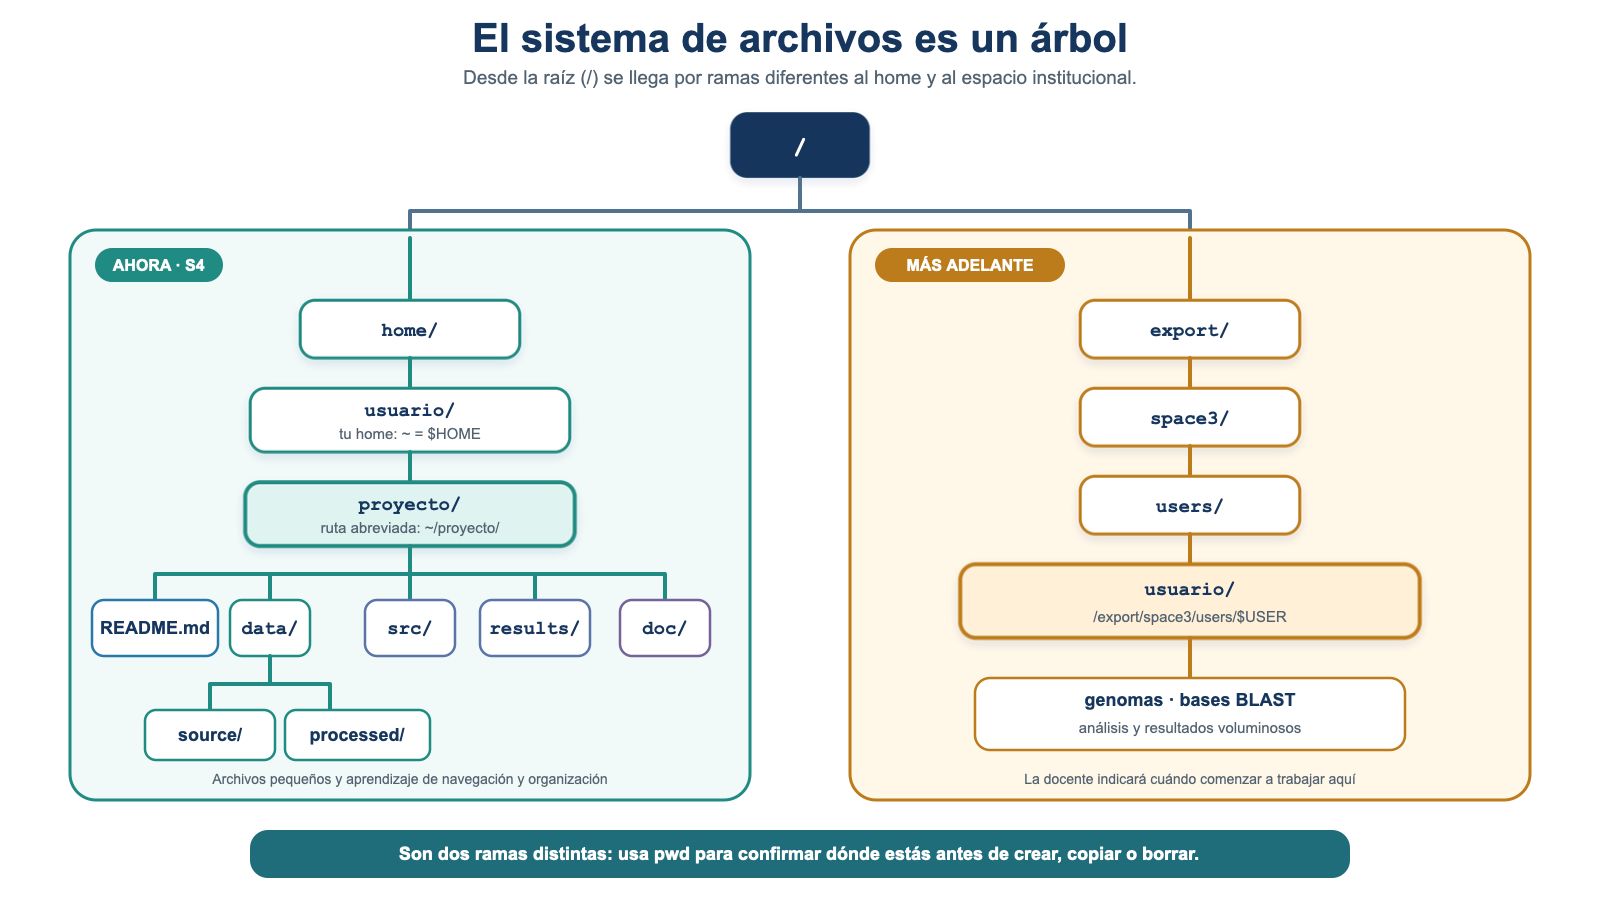 El sistema de archivos es un árbol
Desde la raíz (/) se llega por ramas diferentes al home y al espacio institucional.
/
AHORA · S4
home/
usuario/
tu home: ~ = $HOME
proyecto/
ruta abreviada: ~/proyecto/
README.md
data/
src/
results/
doc/
source/
processed/
Archivos pequeños y aprendizaje de navegación y organización
MÁS ADELANTE
export/
space3/
users/
usuario/
/export/space3/users/$USER
genomas · bases BLAST
análisis y resultados voluminosos
La docente indicará cuándo comenzar a trabajar aquí
Son dos ramas distintas: usa pwd para confirmar dónde estás antes de crear, copiar o borrar.